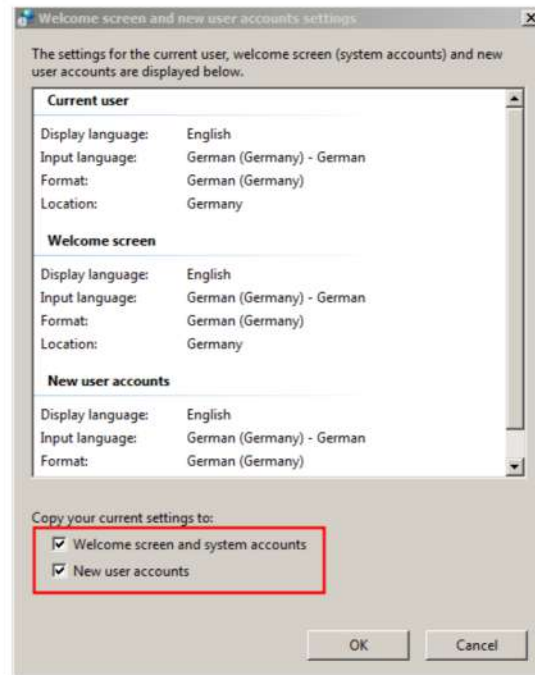 Welcome screen and new user accounts settings
The settings for the current user, welcome screen (system accounts) and new
user accounts are displayed below.
Current user
Display language: English
Input language: German (Germany) - German
Format: German (Germany)
Location: Germany
Welcome screen
Display language: English
Input language: German (Germany) - German
Format: German (Germany)
Location: Germany
New user accounts
Display language: English
Input language: German (Germany) - German
Format: German (Germany)
Copy your current settings to:
Welcome screen and system accounts
New user accounts
OK Cancel